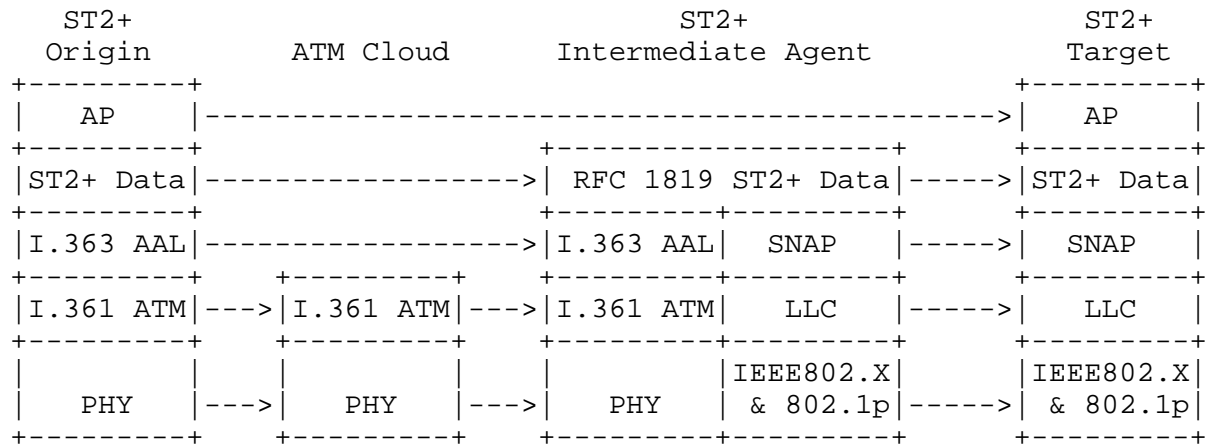 ST2+ ST2+ ST2+
Origin ATM Cloud Intermediate Agent Target
+---------+ +---------+
| AP |--------------------------------------------->| AP |
+---------+ +-------------------+ +---------+
|ST2+ Data|------------------>| RFC 1819 ST2+ Data|----->|ST2+ Data|
+---------+ +---------+---------+ +---------+
|I.363 AAL|------------------>|I.363 AAL| SNAP |----->| SNAP |
+---------+ +----------+ +---------+---------+ +---------+
|I.361 ATM|--->|I.361 ATM|--->|I.361 ATM| LLC |----->| LLC |
+---------+ +----------+ +---------+---------+ +---------+
| | | | | |IEEE802.X| |IEEE802.X|
| PHY |--->| PHY |--->| PHY | & 802.1p|----->| & 802.1p|
+---------+ +----------+ +---------+---------+ +---------+